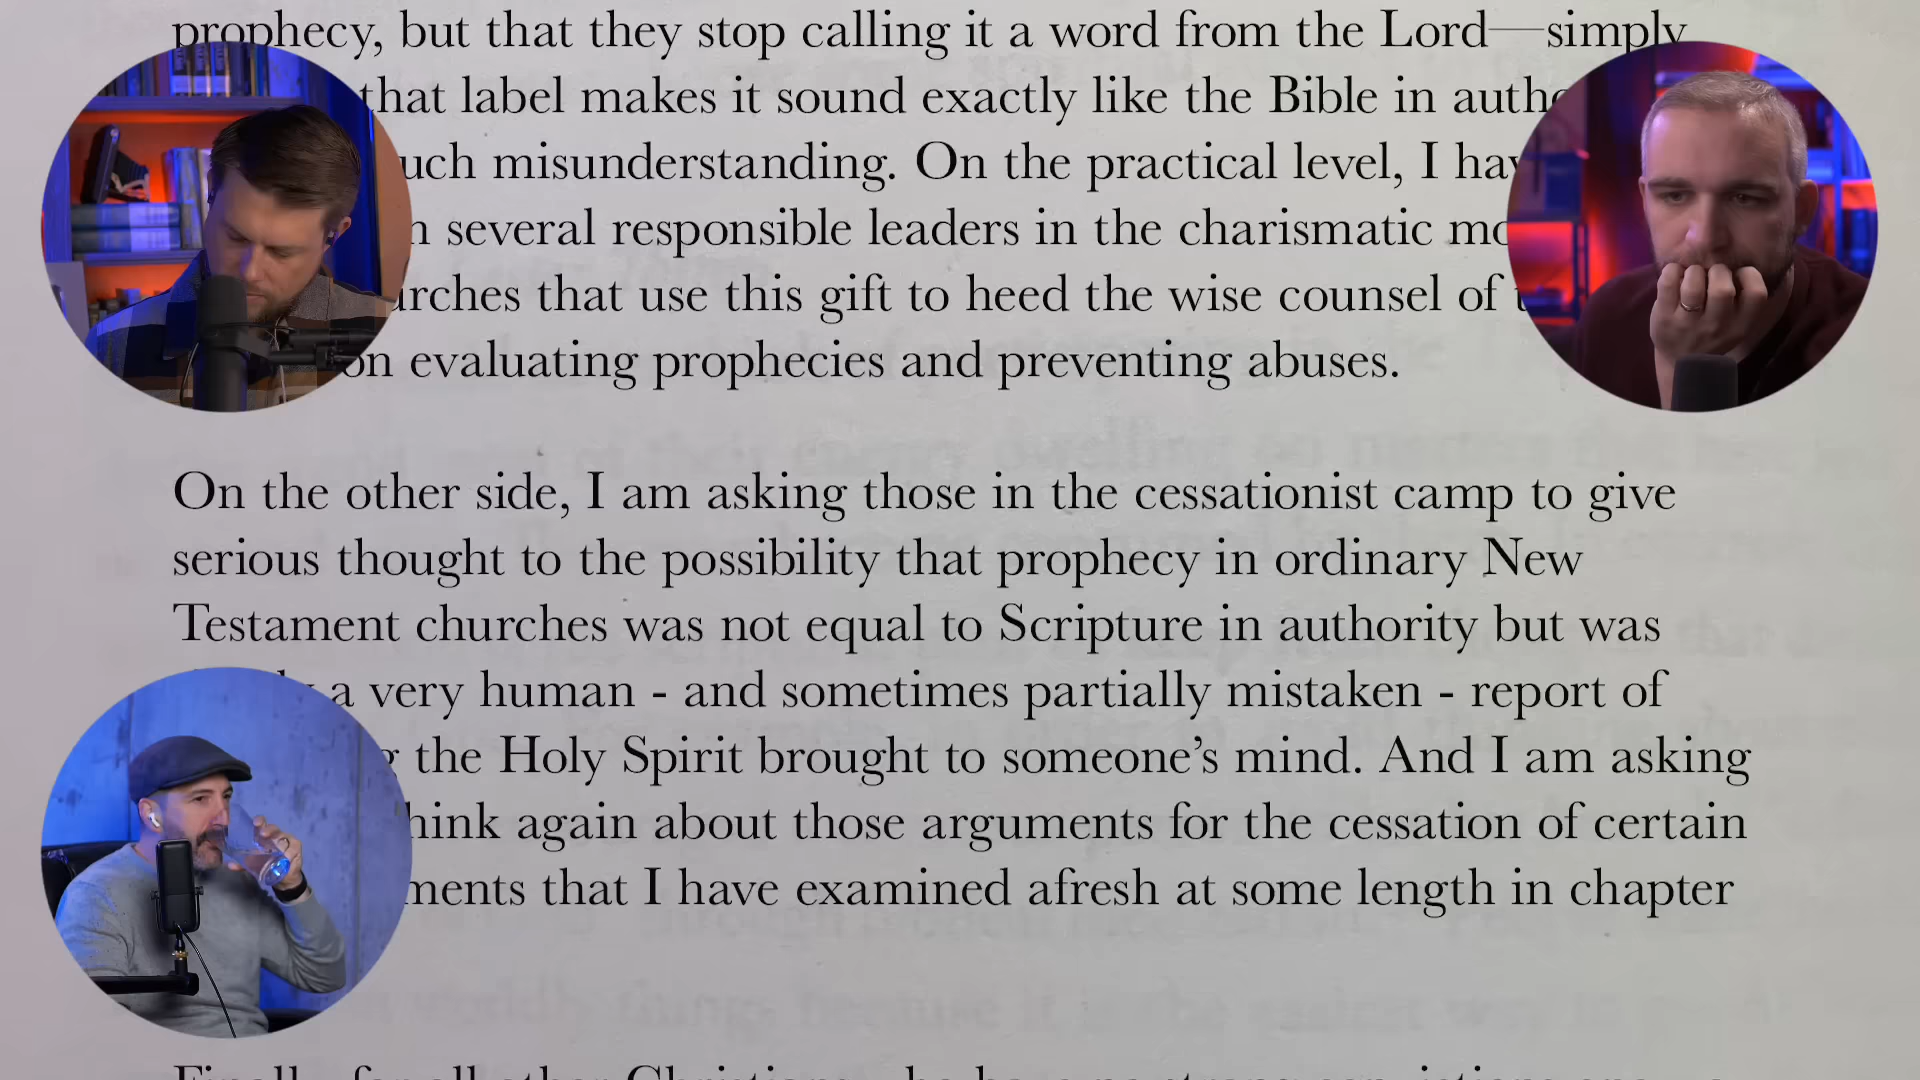 prophecy, but that they stop calling it a word from the Lord—simply
that label makes it sound exactly like the Bible in
misunderstanding. On the practical level, I
several responsible leaders in the charismatic
that use this gift to heed the wise counsel of
on evaluating prophecies and preventing abuses.
On the other side, I am asking those in the cessationist camp to give
serious thought to the possibility that prophecy in ordinary New
Testament churches was not equal to Scripture in authority but was
a very human - and sometimes partially mistaken - report of
the Holy Spirit brought to someone’s mind. And I am asking
again about those arguments for the cessation of certain
that I have examined afresh at some length in chapter